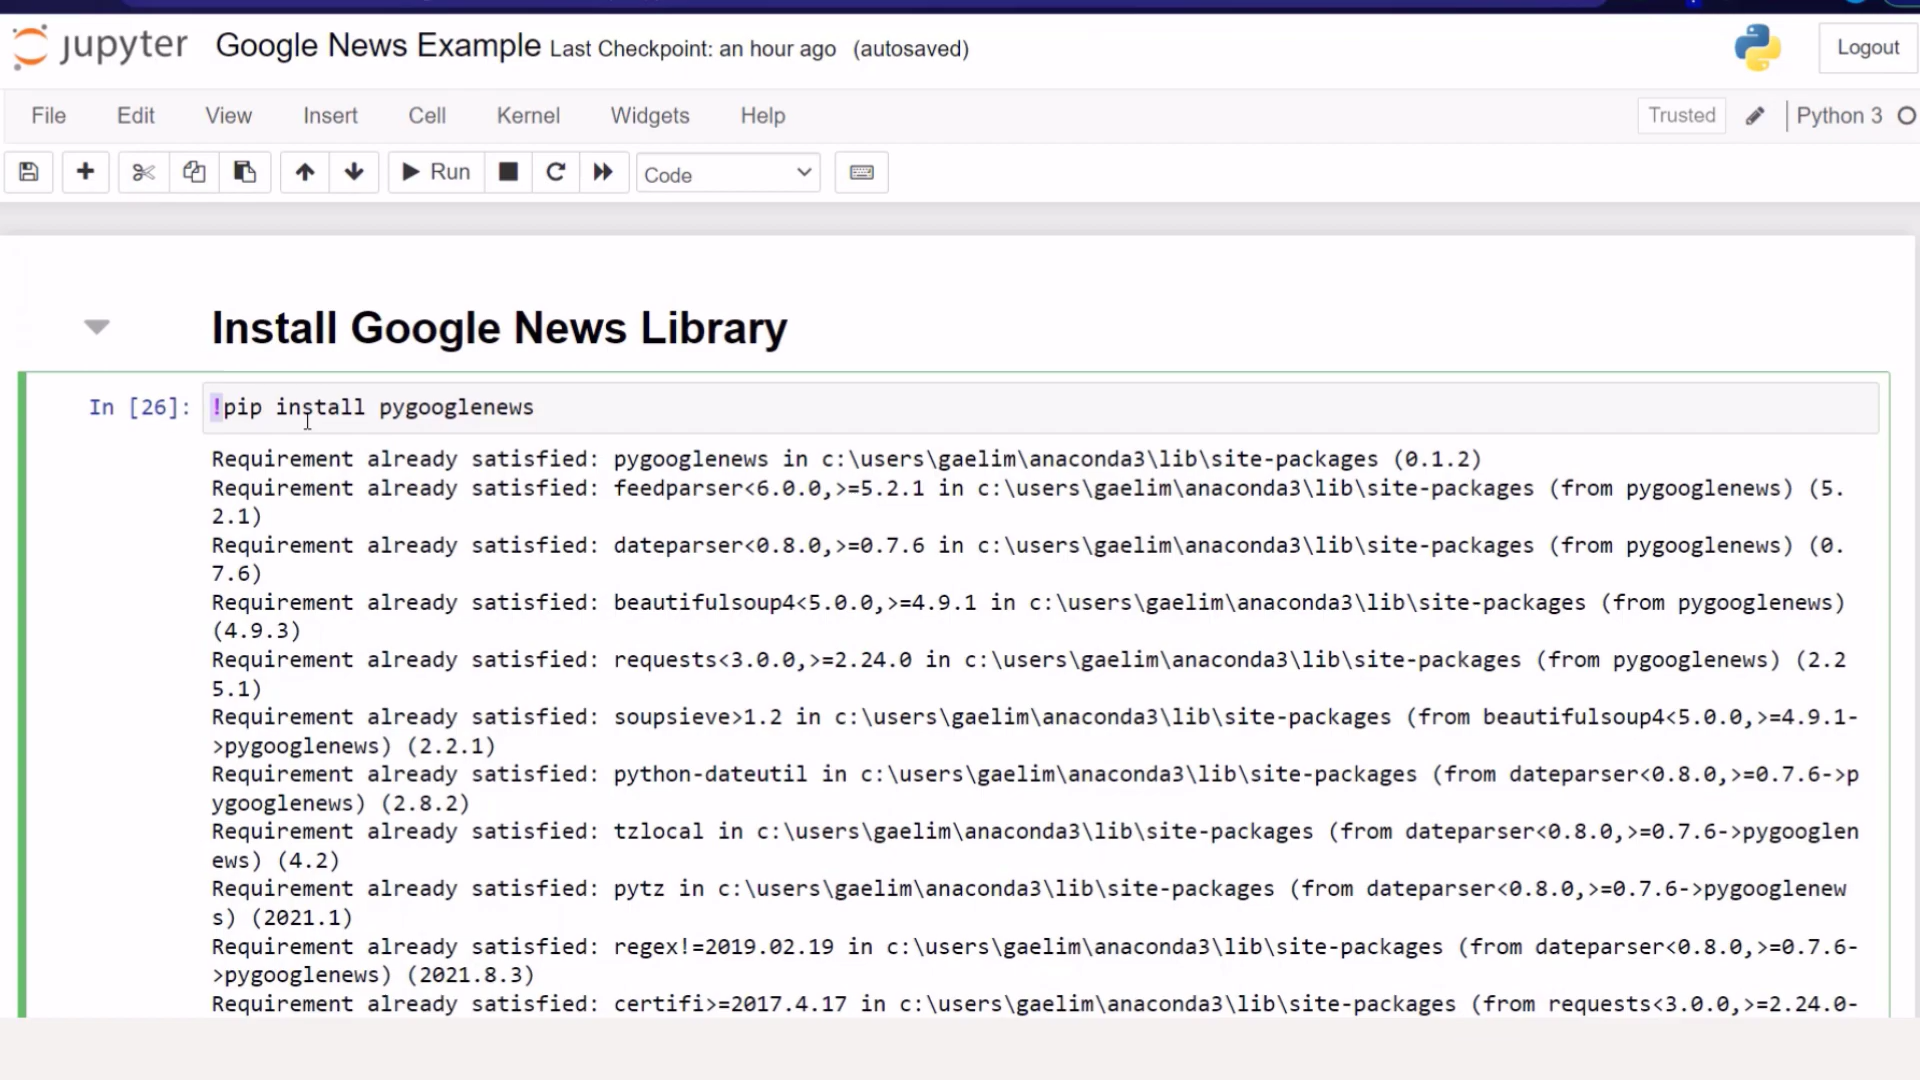 jupyter Google News Example Last Checkpoint: an hour ago (autosaved) Logout
File Edit View Insert Cell Kernel Widgets Help Trusted Python 3
Run Code
Install Google News Library
In [26]: !pip install pygooglenews
Requirement already satisfied: pygooglenews in c:\users\gaelim\anaconda3\lib\site-packages (0.1.2)
Requirement already satisfied: feedparser<6.0.0,>=5.2.1 in c:\users\gaelim\anaconda3\lib\site-packages (from pygooglenews) (5.
2.1)
Requirement already satisfied: dateparser<0.8.0,>=0.7.6 in c:\users\gaelim\anaconda3\lib\site-packages (from pygooglenews) (0.
7.6)
Requirement already satisfied: beautifulsoup4<5.0.0,>=4.9.1 in c:\users\gaelim\anaconda3\lib\site-packages (from pygooglenews)
(4.9.3)
Requirement already satisfied: requests<3.0.0,>=2.24.0 in c:\users\gaelim\anaconda3\lib\site-packages (from pygooglenews) (2.2
5.1)
Requirement already satisfied: soupsieve>1.2 in c:\users\gaelim\anaconda3\lib\site-packages (from beautifulsoup4<5.0.0,>=4.9.1-
>pygooglenews) (2.2.1)
Requirement already satisfied: python-dateutil in c:\users\gaelim\anaconda3\lib\site-packages (from dateparser<0.8.0,>=0.7.6->p
ygooglenews) (2.8.2)
Requirement already satisfied: tzlocal in c:\users\gaelim\anaconda3\lib\site-packages (from dateparser<0.8.0,>=0.7.6->pygooglen
ews) (4.2)
Requirement already satisfied: pytz in c:\users\gaelim\anaconda3\lib\site-packages (from dateparser<0.8.0,>=0.7.6->pygooglenew
s) (2021.1)
Requirement already satisfied: regex!=2019.02.19 in c:\users\gaelim\anaconda3\lib\site-packages (from dateparser<0.8.0,>=0.7.6-
>pygooglenews) (2021.8.3)
Requirement already satisfied: certifi>=2017.4.17 in c:\users\gaelim\anaconda3\lib\site-packages (from requests<3.0.0,>=2.24.0-